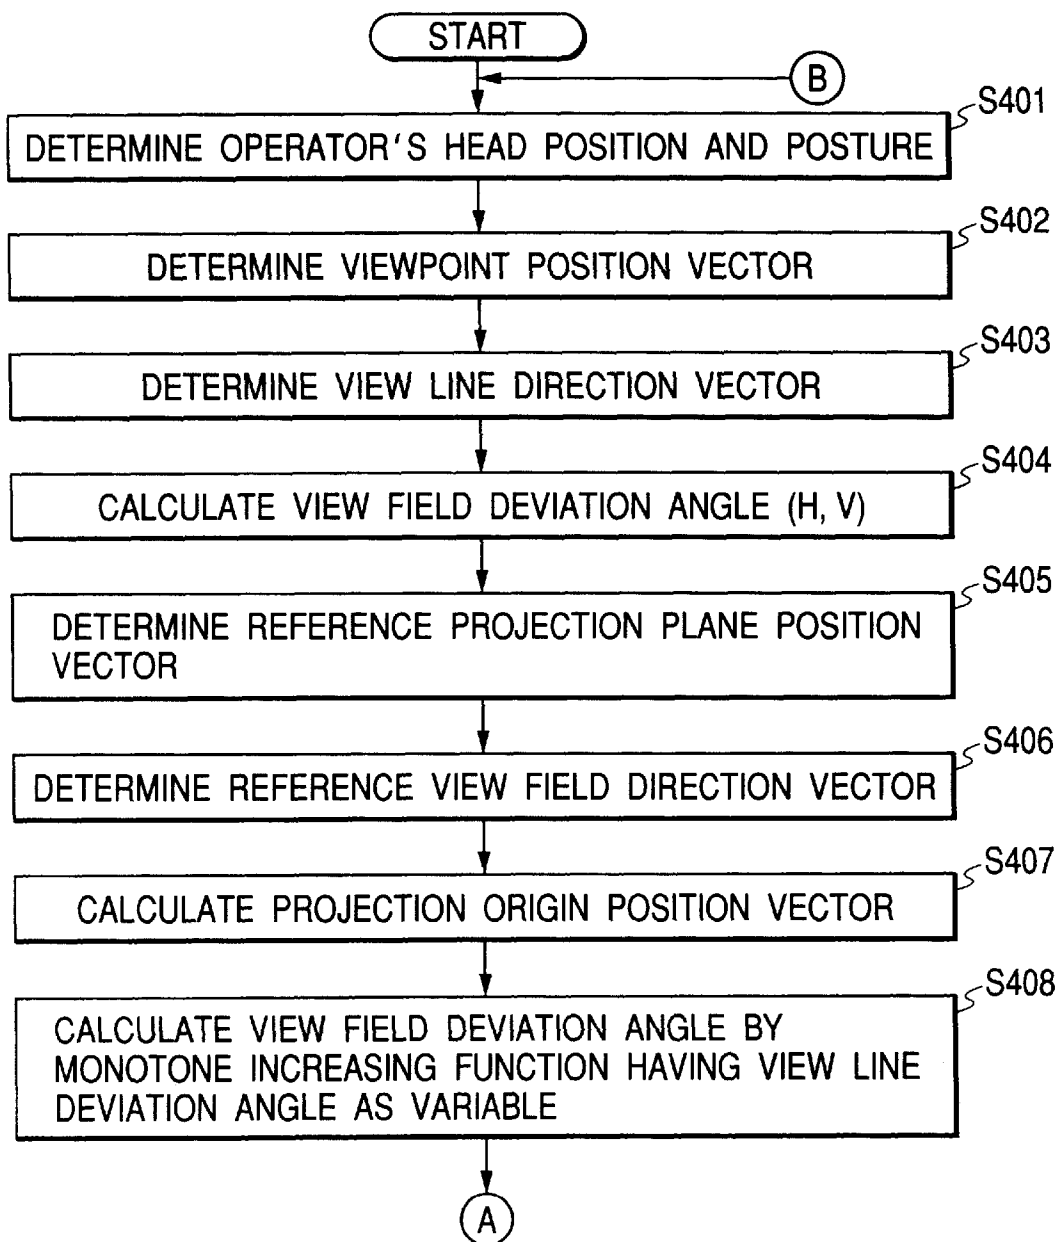 START
B
S401
DETERMINE OPERATOR'S HEAD POSITION AND POSTURE
S402
DETERMINE VIEWPOINT POSITION VECTOR
S403
DETERMINE VIEW LINE DIRECTION VECTOR
S404
CALCULATE VIEW FIELD DEVIATION ANGLE (H, V)
S405
DETERMINE REFERENCE PROJECTION PLANE POSITION
VECTOR
S406
DETERMINE REFERENCE VIEW FIELD DIRECTION VECTOR
S407
CALCULATE PROJECTION ORIGIN POSITION VECTOR
S408
CALCULATE VIEW FIELD DEVIATION ANGLE BY
MONOTONE INCREASING FUNCTION HAVING VIEW LINE
DEVIATION ANGLE AS VARIABLE
A